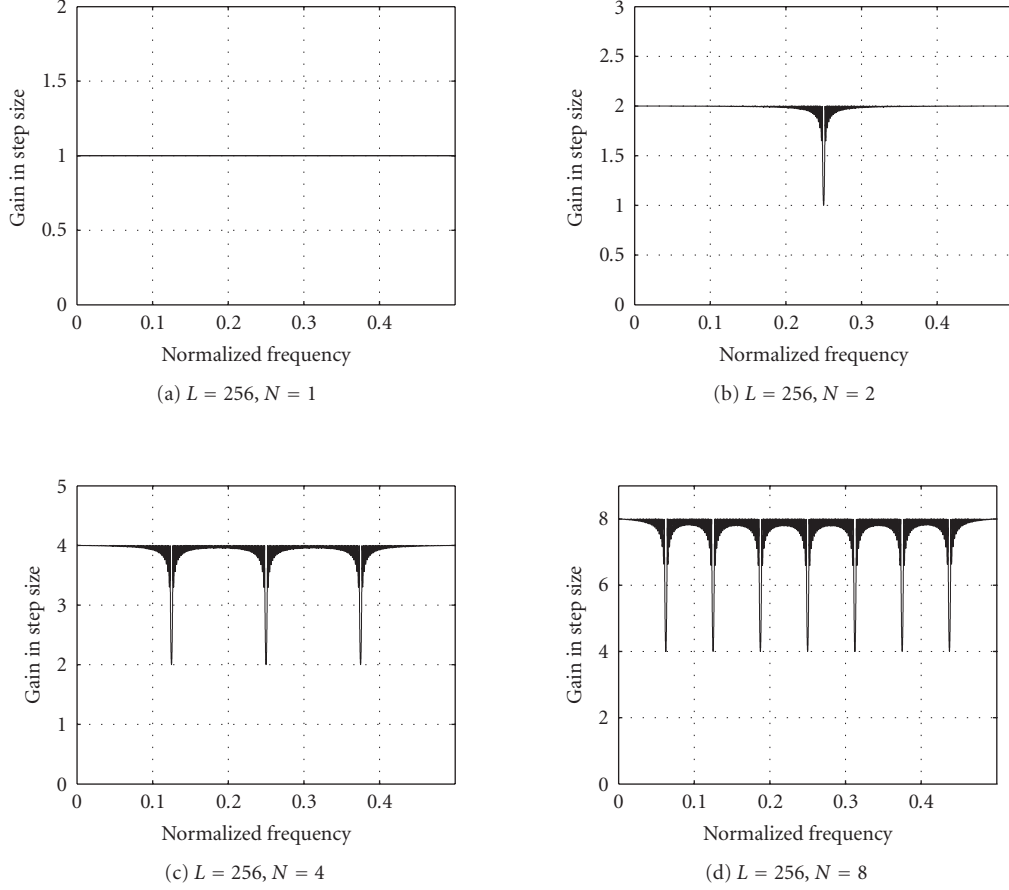 2
1.5
1
0.5
0
Gain in step size
0 0.1 0.2 0.3 0.4
Normalized frequency
(a) L = 256, N = 1
3
2.5
2
1.5
1
0.5
0
Gain in step size
0 0.1 0.2 0.3 0.4
Normalized frequency
(b) L = 256, N = 2
5
4
3
2
1
0
Gain in step size
0 0.1 0.2 0.3 0.4
Normalized frequency
(c) L = 256, N = 4
8
6
4
2
0
Gain in step size
0 0.1 0.2 0.3 0.4
Normalized frequency
(d) L = 256, N = 8